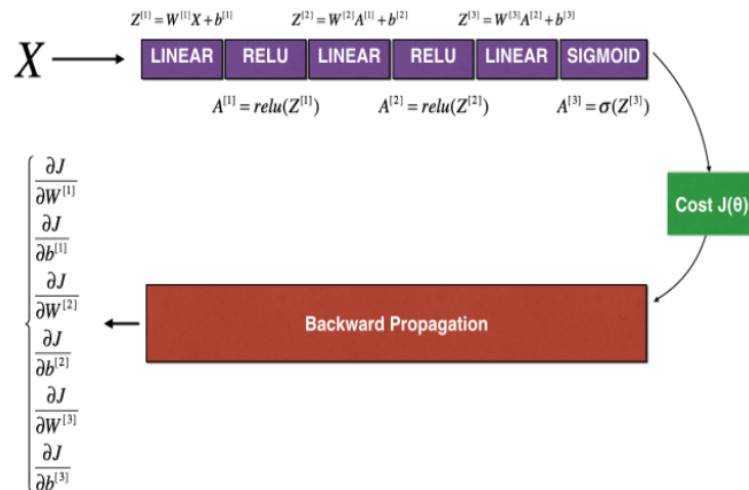 Z^{[1]} = W^{[1]}X + b^{[1]} Z^{[2]} = W^{[2]}A^{[1]} + b^{[2]} Z^{[3]} = W^{[3]}A^{[2]} + b^{[3]}
X LINEAR RELU LINEAR RELU LINEAR SIGMOID
A^{[1]} = relu(Z^{[1]}) A^{[2]} = relu(Z^{[2]}) A^{[3]} = σ(Z^{[3]})
Cost J(θ)
Backward Propagation
∂J/∂W^{[1]}
∂J/∂b^{[1]}
∂J/∂W^{[2]}
∂J/∂b^{[2]}
∂J/∂W^{[3]}
∂J/∂b^{[3]}